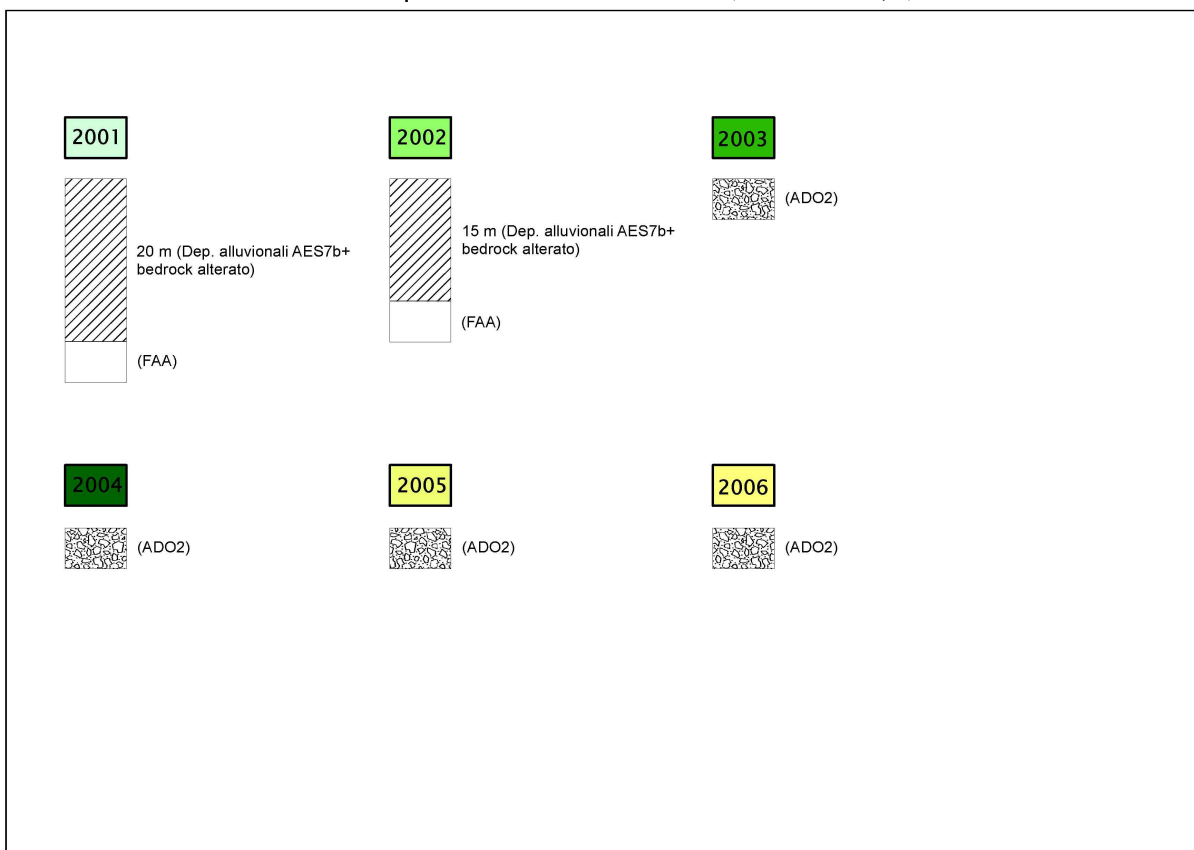 2001
2002
2003
20 m (Dep. alluvionali AES7b+
bedrock alterato)
(FAA)
15 m (Dep. alluvionali AES7b+
bedrock alterato)
(FAA)
(ADO2)
2004
2005
2006
(ADO2)
(ADO2)
(ADO2)